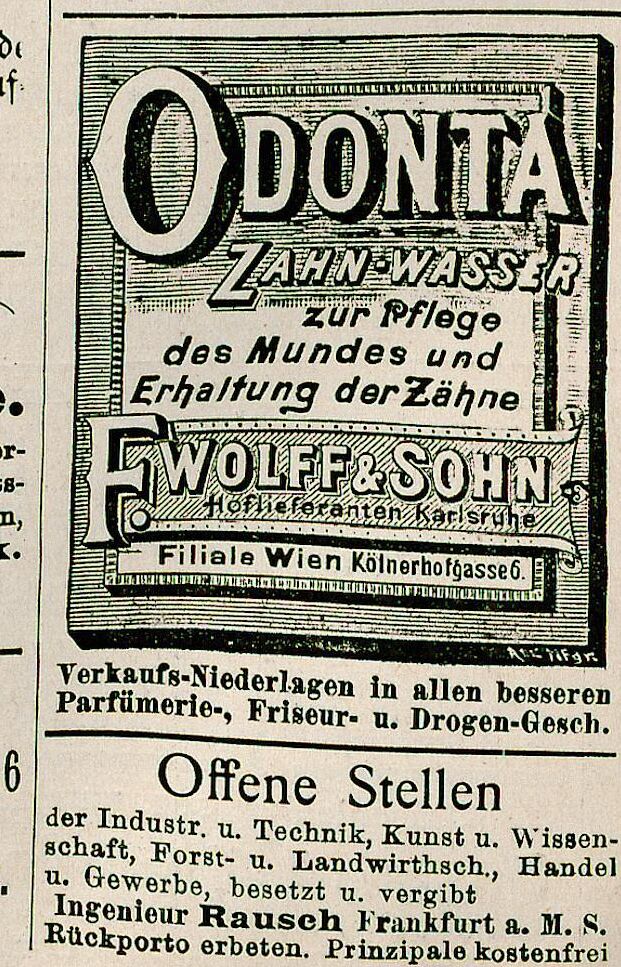 ODONTA
ZAHN-WASSER
zur Pflege
des Mundes und
Erhaltung der Zähne
F. WOLFF & SOHN
Hoflieferanten Karlsruhe
Filiale Wien Kölnerhofgasse 6.
Verkaufs-Niederlagen in allen besseren
Parfümerie-, Friseur- u. Drogen-Gesch.
Offene Stellen
der Industr. u. Technik, Kunst u. Wissen-
schaft, Forst- u. Landwirthsch., Handel
u. Gewerbe, besetzt u. vergibt
Ingenieur Rausch Frankfurt a. M. S.
Rückporto erbeten. Prinzipale kostenfrei
6